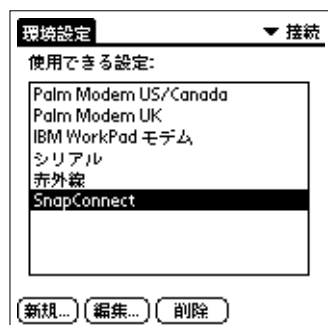 環境設定 ▼ 接続
使用できる設定:
Palm Modem US/Canada
Palm Modem UK
IBM WorkPad モデム
シリアル
赤外線
SnapConnect
新規... 編集... 削除